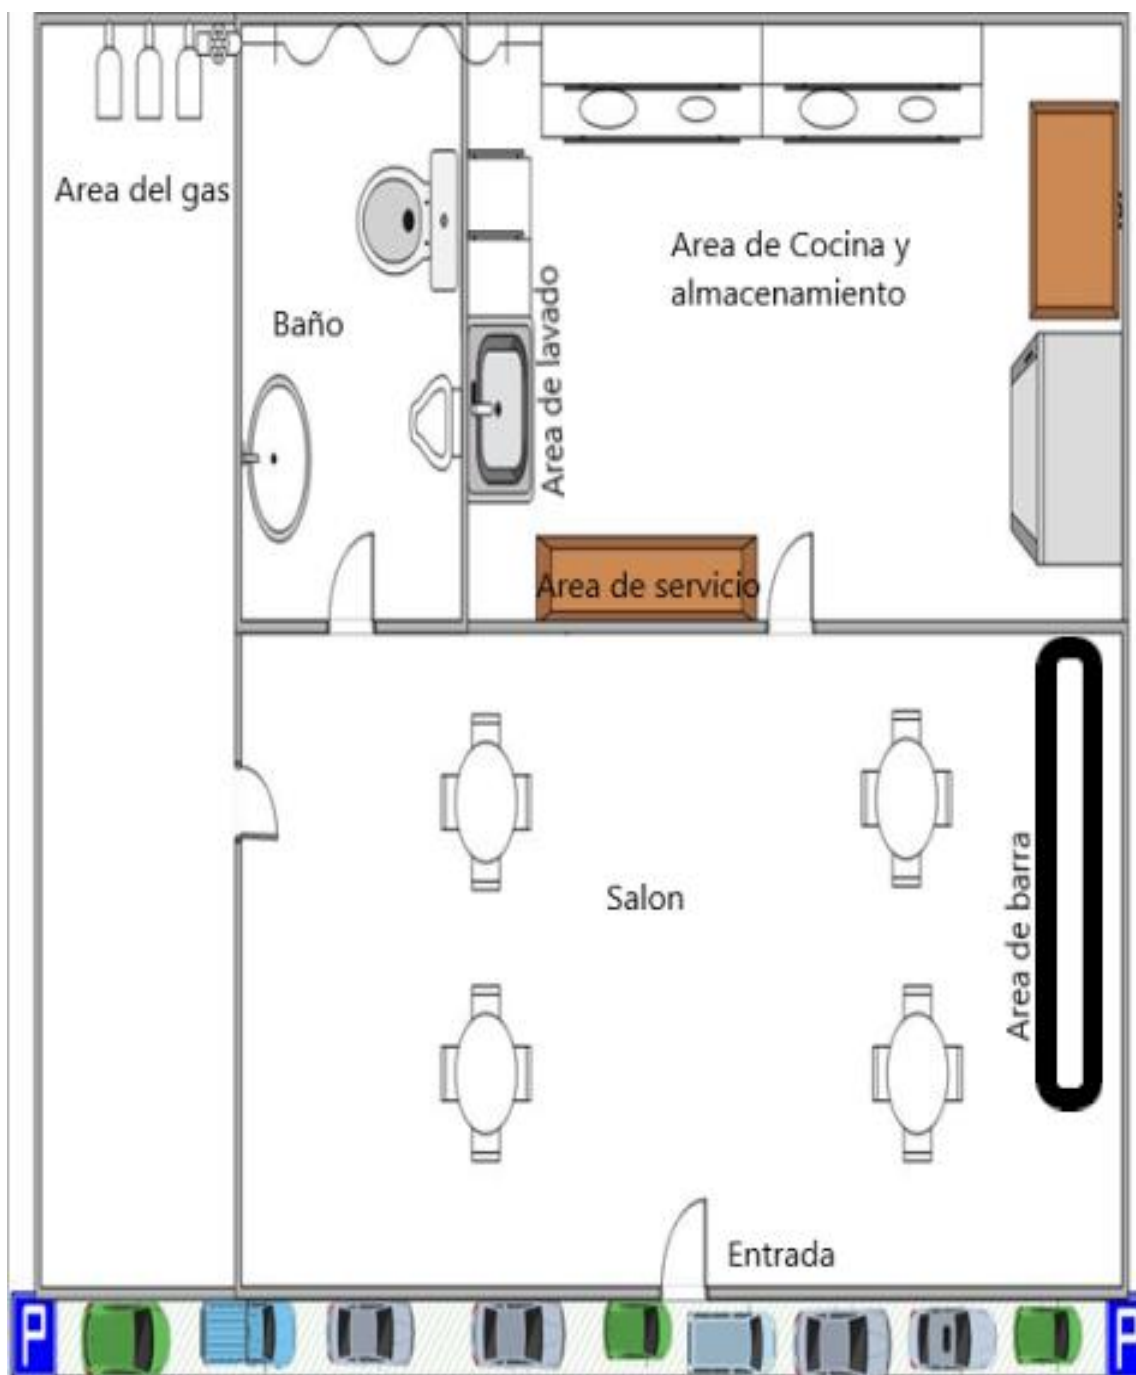 Area del gas
Area de Cocina y
almacenamiento
Baño
Area de lavado
Area de servicio
Salon
Area de barra
Entrada
P
P